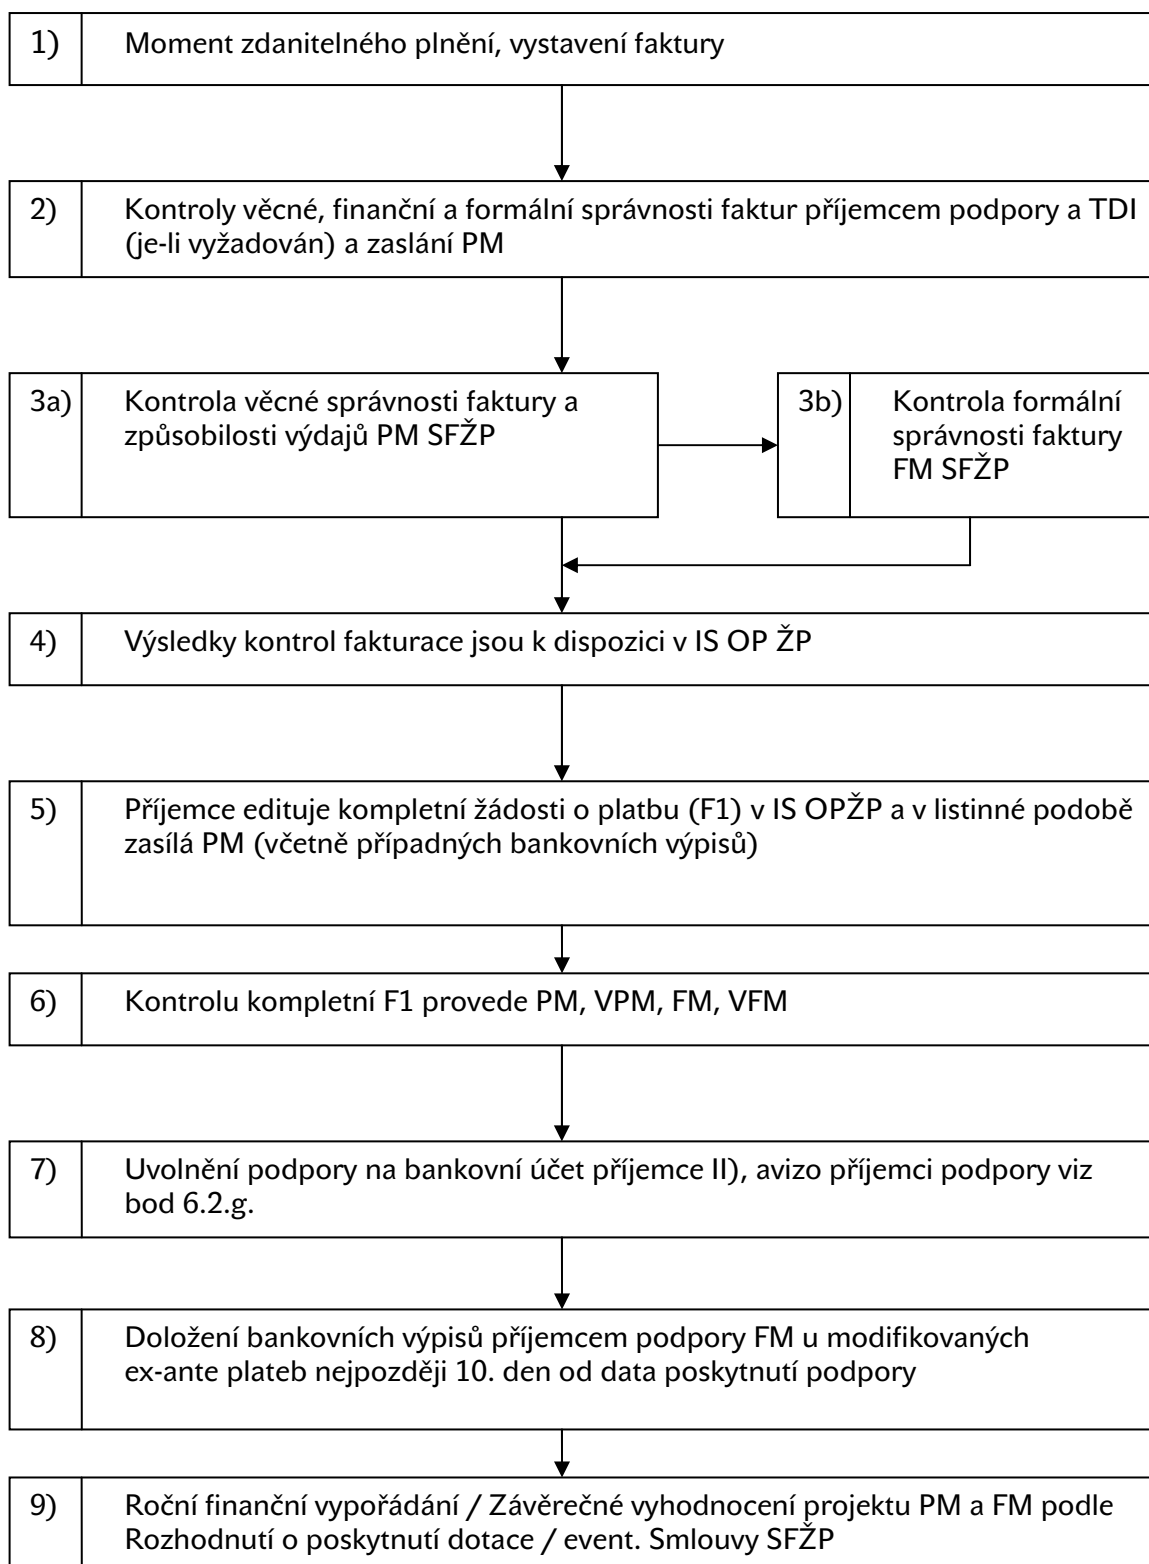 1) Moment zdanitelného plnění, vystavení faktury
2) Kontroly věcné, finanční a formální správnosti faktur příjemcem podpory a TDI
(je-li vyžadován) a zaslání PM
3a) Kontrola věcné správnosti faktury a
způsobilosti výdajů PM SFŽP
3b) Kontrola formální
správnosti faktury
FM SFŽP
4) Výsledky kontrol fakturace jsou k dispozici v IS OP ŽP
5) Příjemce edituje kompletní žádosti o platbu (F1) v IS OPŽP a v listinné podobě
zasílá PM (včetně případných bankovních výpisů)
6) Kontrolu kompletní F1 provede PM, VPM, FM, VFM
7) Uvolnění podpory na bankovní účet příjemce II), avizo příjemci podpory viz
bod 6.2.g.
8) Doložení bankovních výpisů příjemcem podpory FM u modifikovaných
ex-ante plateb nejpozději 10. den od data poskytnutí podpory
9) Roční finanční vypořádání / Závěrečné vyhodnocení projektu PM a FM podle
Rozhodnutí o poskytnutí dotace / event. Smlouvy SFŽP